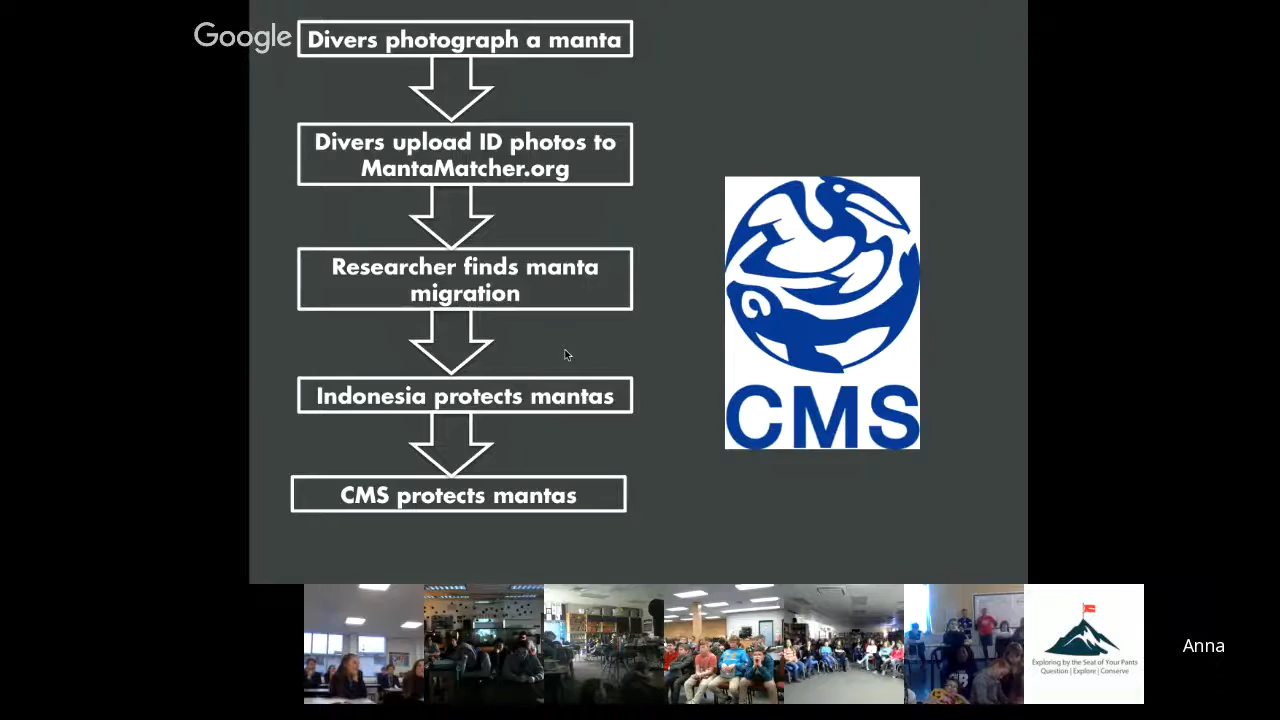 Google
Divers photograph a manta
Divers upload ID photos to
MantaMatcher.org
Researcher finds manta
migration
Indonesia protects mantas
CMS protects mantas
CMS
Exploring by the Seat of Your Pants
Question | Explore | Conserve
Anna